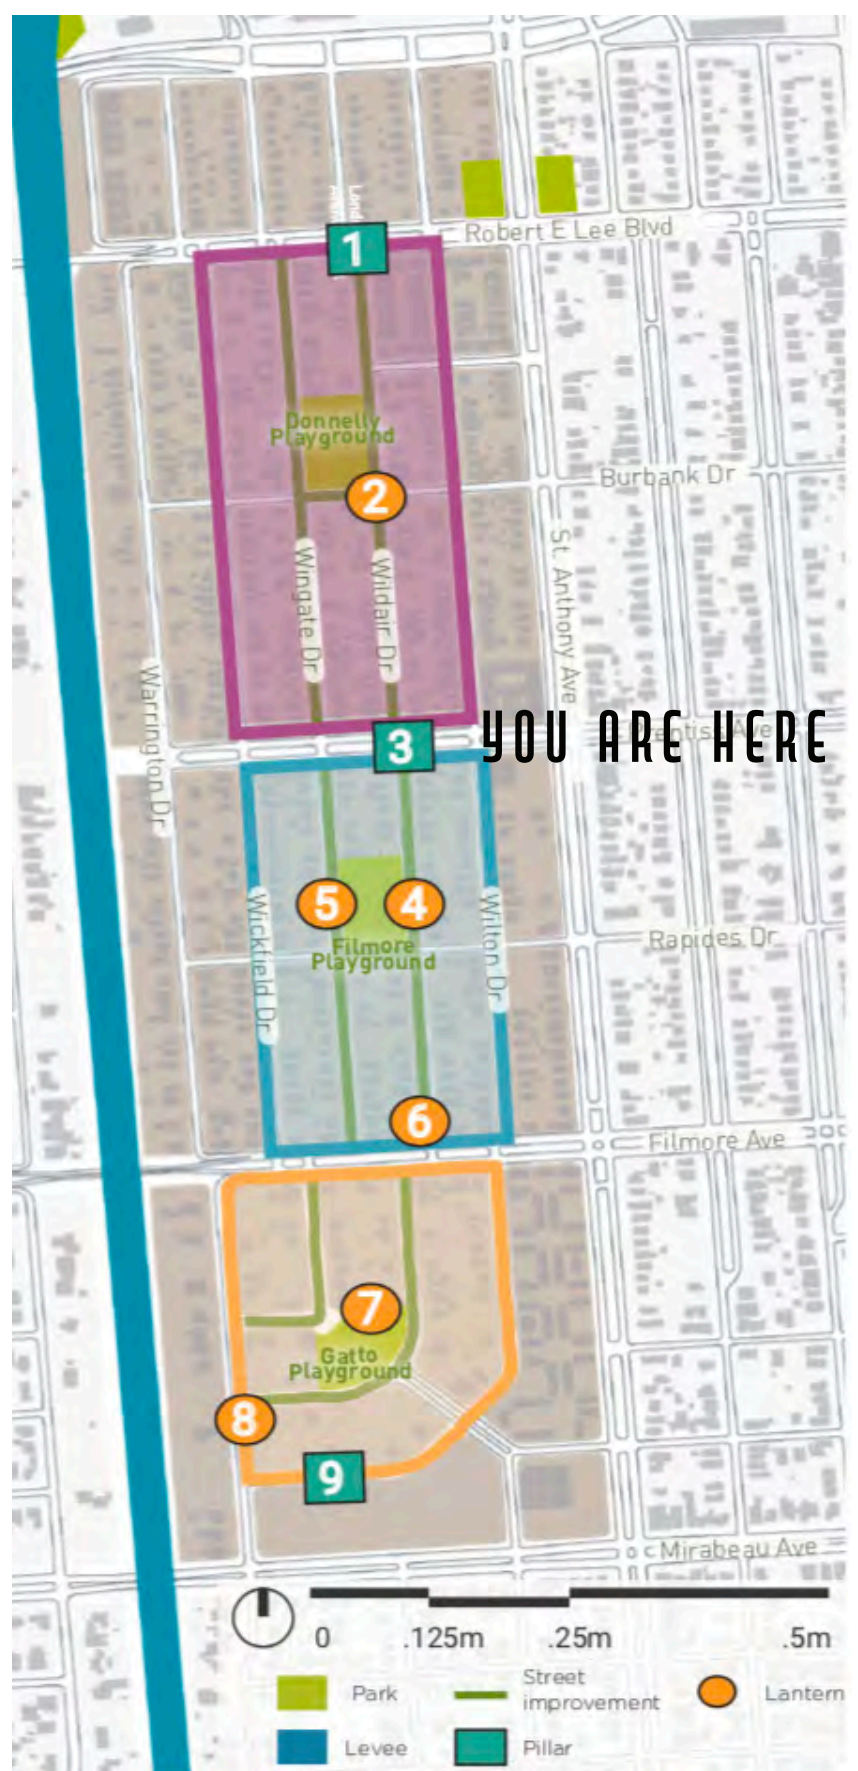 Robert E Lee Blvd
1
Donnelly
Playground
Burbank Dr
2
Wingate Dr
Wildair Dr
St. Anthony Ave
Warrington Dr
YOU ARE HERE
Prentiss Ave
3
5
4
Wickfield Dr
Wilton Dr
Filmore
Playground
Rapides Dr
6
Filmore Ave
7
Gatto
Playground
8
9
Mirabeau Ave
0 .125m .25m .5m
Park
Street
improvement
Lantern
Levee
Pillar